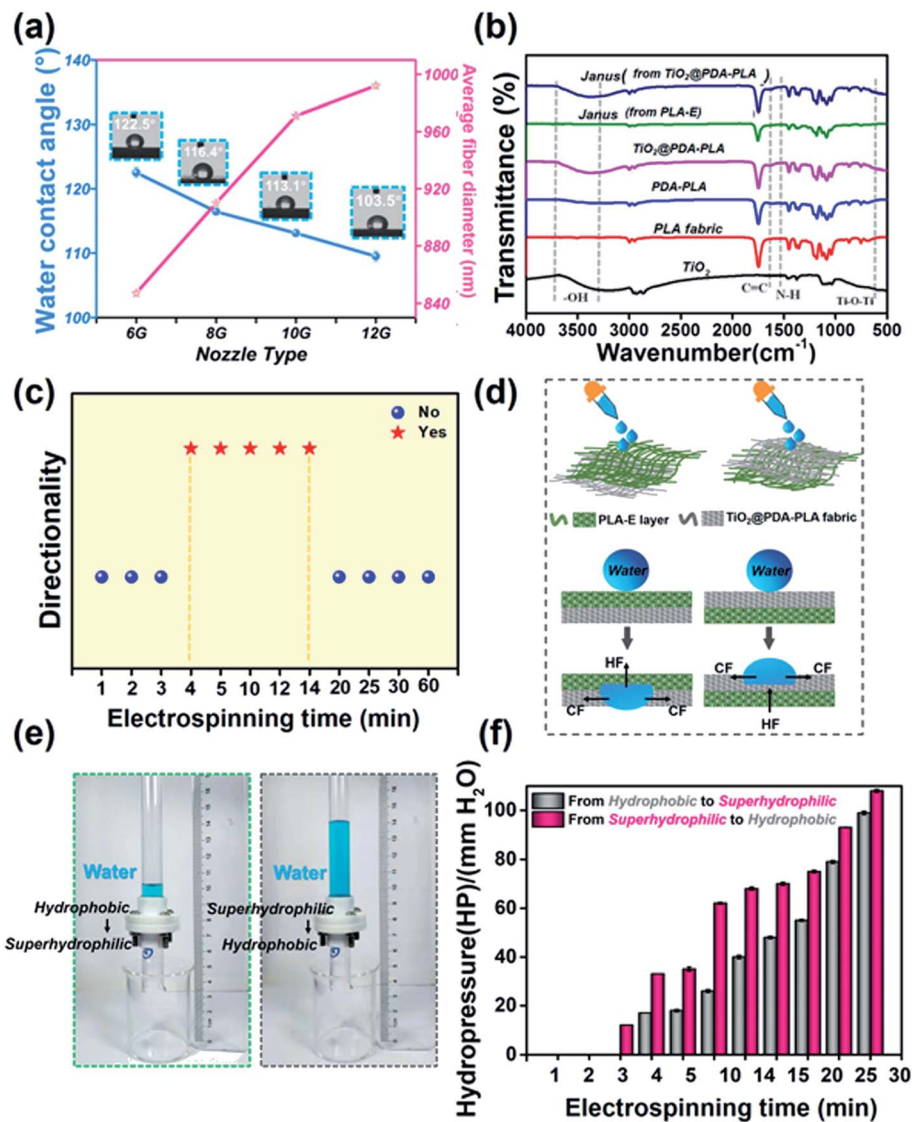 (a)
Water contact angle (°)
140
130
120
110
100
122.5°
116.4°
113.1°
103.5°
1000
960
920
880
840
Average fiber diameter (nm)
6G 8G 10G 12G
Nozzle Type
(b)
Transmittance (%)
Janus (from TiO2@PDA-PLA)
Janus (from PLA-E)
TiO2@PDA-PLA
PDA-PLA
PLA fabric
TiO2
-OH C=C N-H Ti-O-Ti
4000 3500 3000 2500 2000 1500 1000 500
Wavenumber(cm-1)
(c)
No
Yes
Directionality
1 2 3 4 5 10 12 14 20 25 30 60
Electrospinning time (min)
(d)
PLA-E layer TiO2@PDA-PLA fabric
Water Water
HF
CF CF
CF CF
HF
(e)
Water
Hydrophobic
Superhydrophilic
Water
Superhydrophilic
Hydrophobic
(f)
Hydropressure(HP)/(mm H2O)
From Hydrophobic to Superhydrophilic
From Superhydrophilic to Hydrophobic
100
80
60
40
20
0
1 2 3 4 5 10 14 15 20 25 30
Electrospinning time (min)